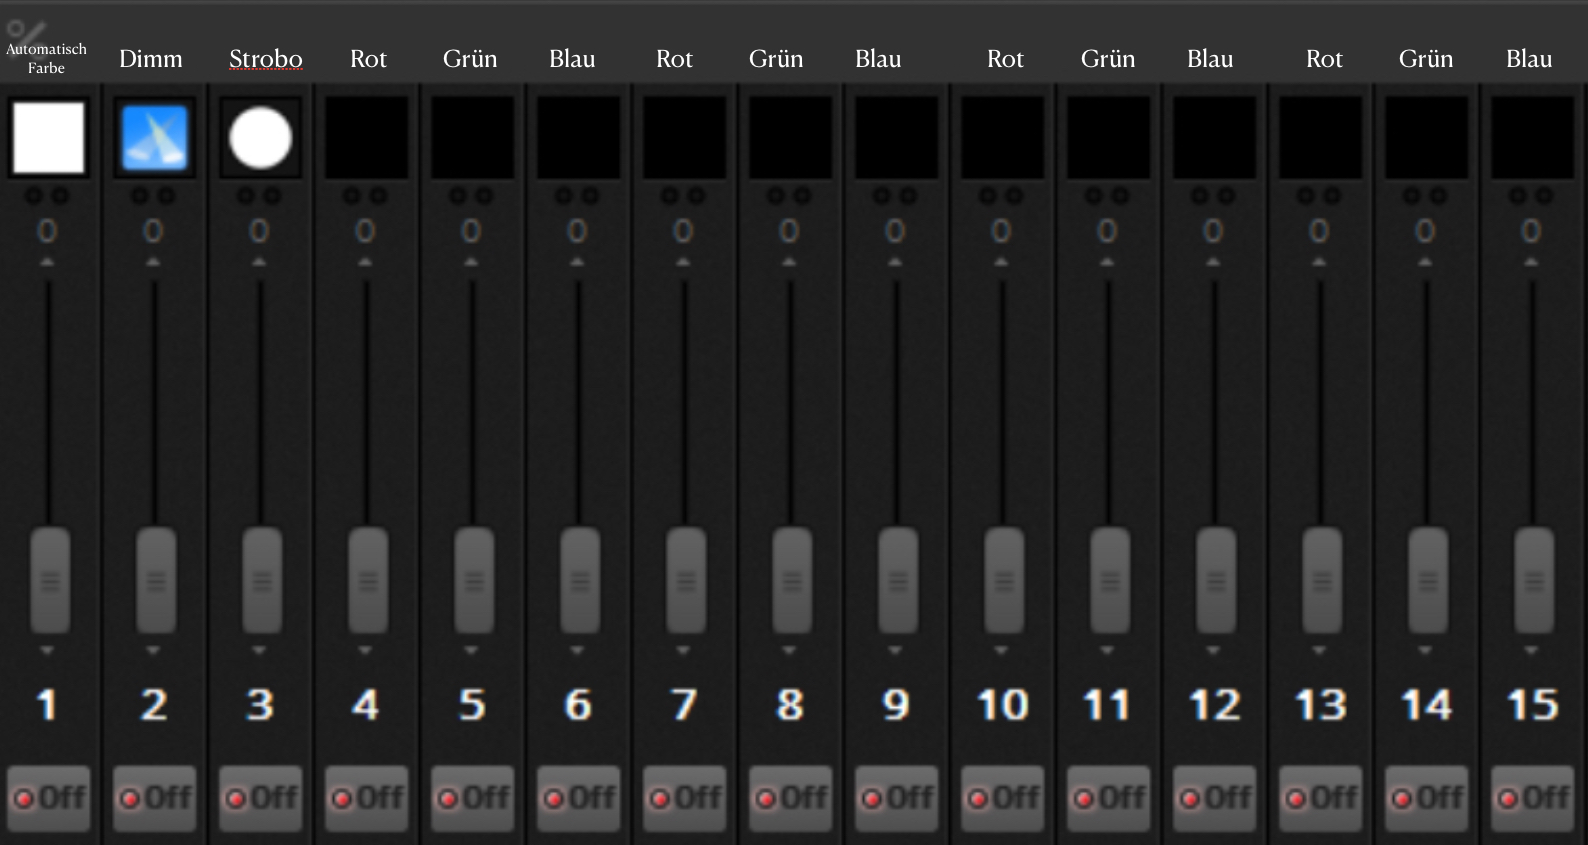 %
Automatisch
Farbe
Dimm
Strobo
Rot
Grün
Blau
Rot
Grün
Blau
Rot
Grün
Blau
Rot
Grün
Blau
0 0 0 0 0 0 0 0 0 0 0 0 0 0 0
1 2 3 4 5 6 7 8 9 10 11 12 13 14 15
Off Off Off Off Off Off Off Off Off Off Off Off Off Off Off